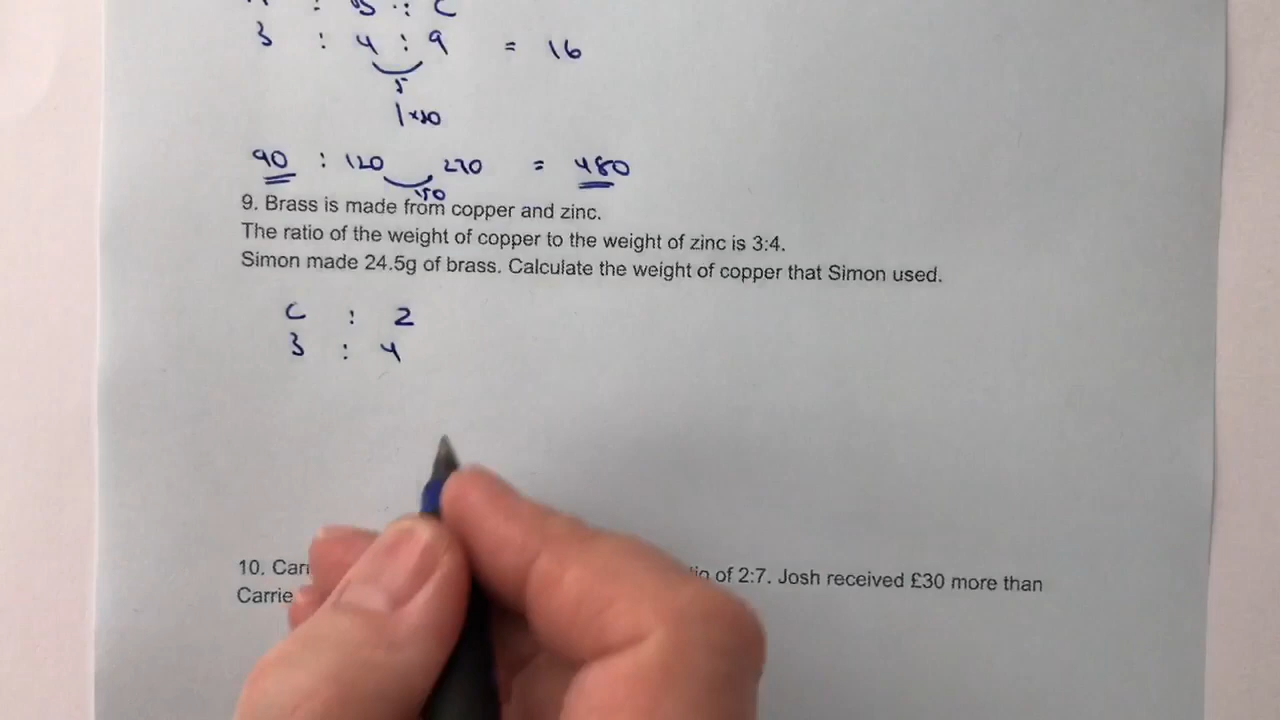 : B : C
3 : 4 : 9 = 16
5
1 x30
90 : 120 270 = 480
150
9. Brass is made from copper and zinc.
The ratio of the weight of copper to the weight of zinc is 3:4.
Simon made 24.5g of brass. Calculate the weight of copper that Simon used.
C : Z
3 : 4
10. of 2:7. Josh received £30 more than
Carrie